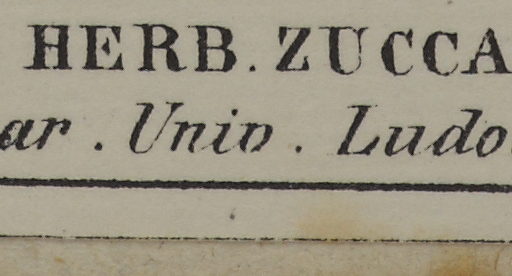 HERB. ZUCCA
ar. Univ. Ludo